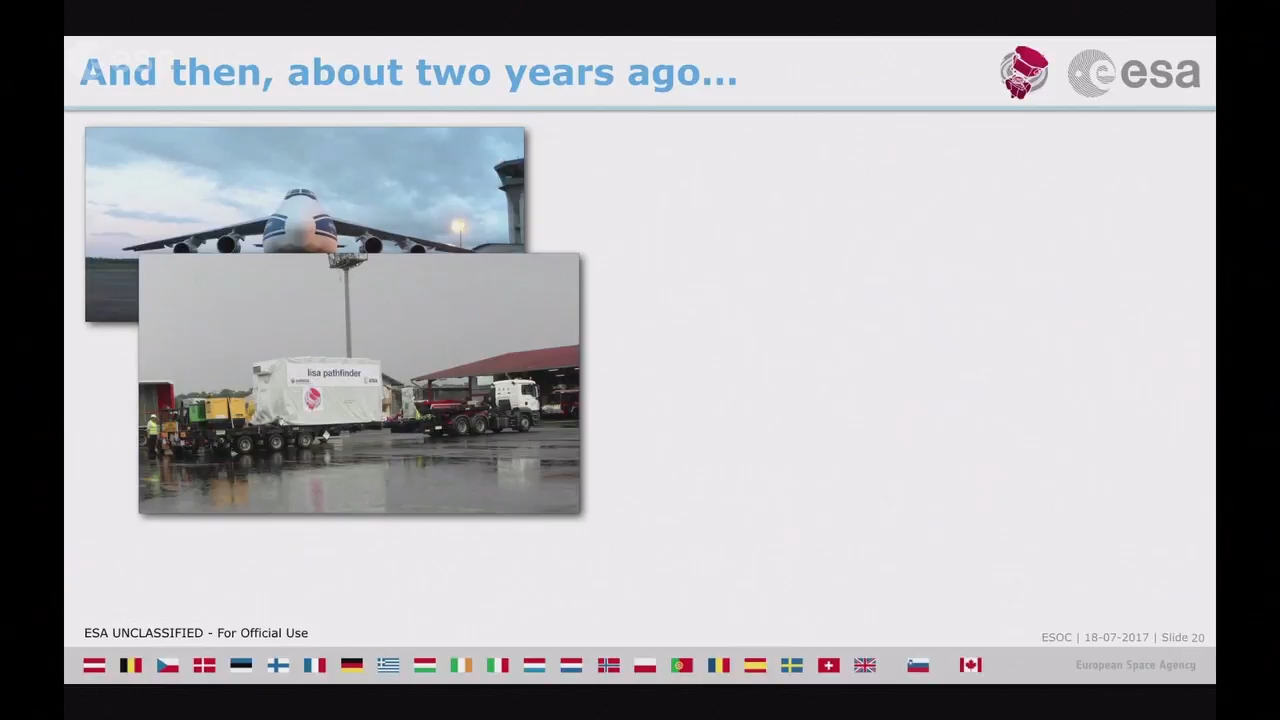 And then, about two years ago...
esa
lisa pathfinder
ESA UNCLASSIFIED - For Official Use
ESOC | 18-07-2017 | Slide 20
European Space Agency